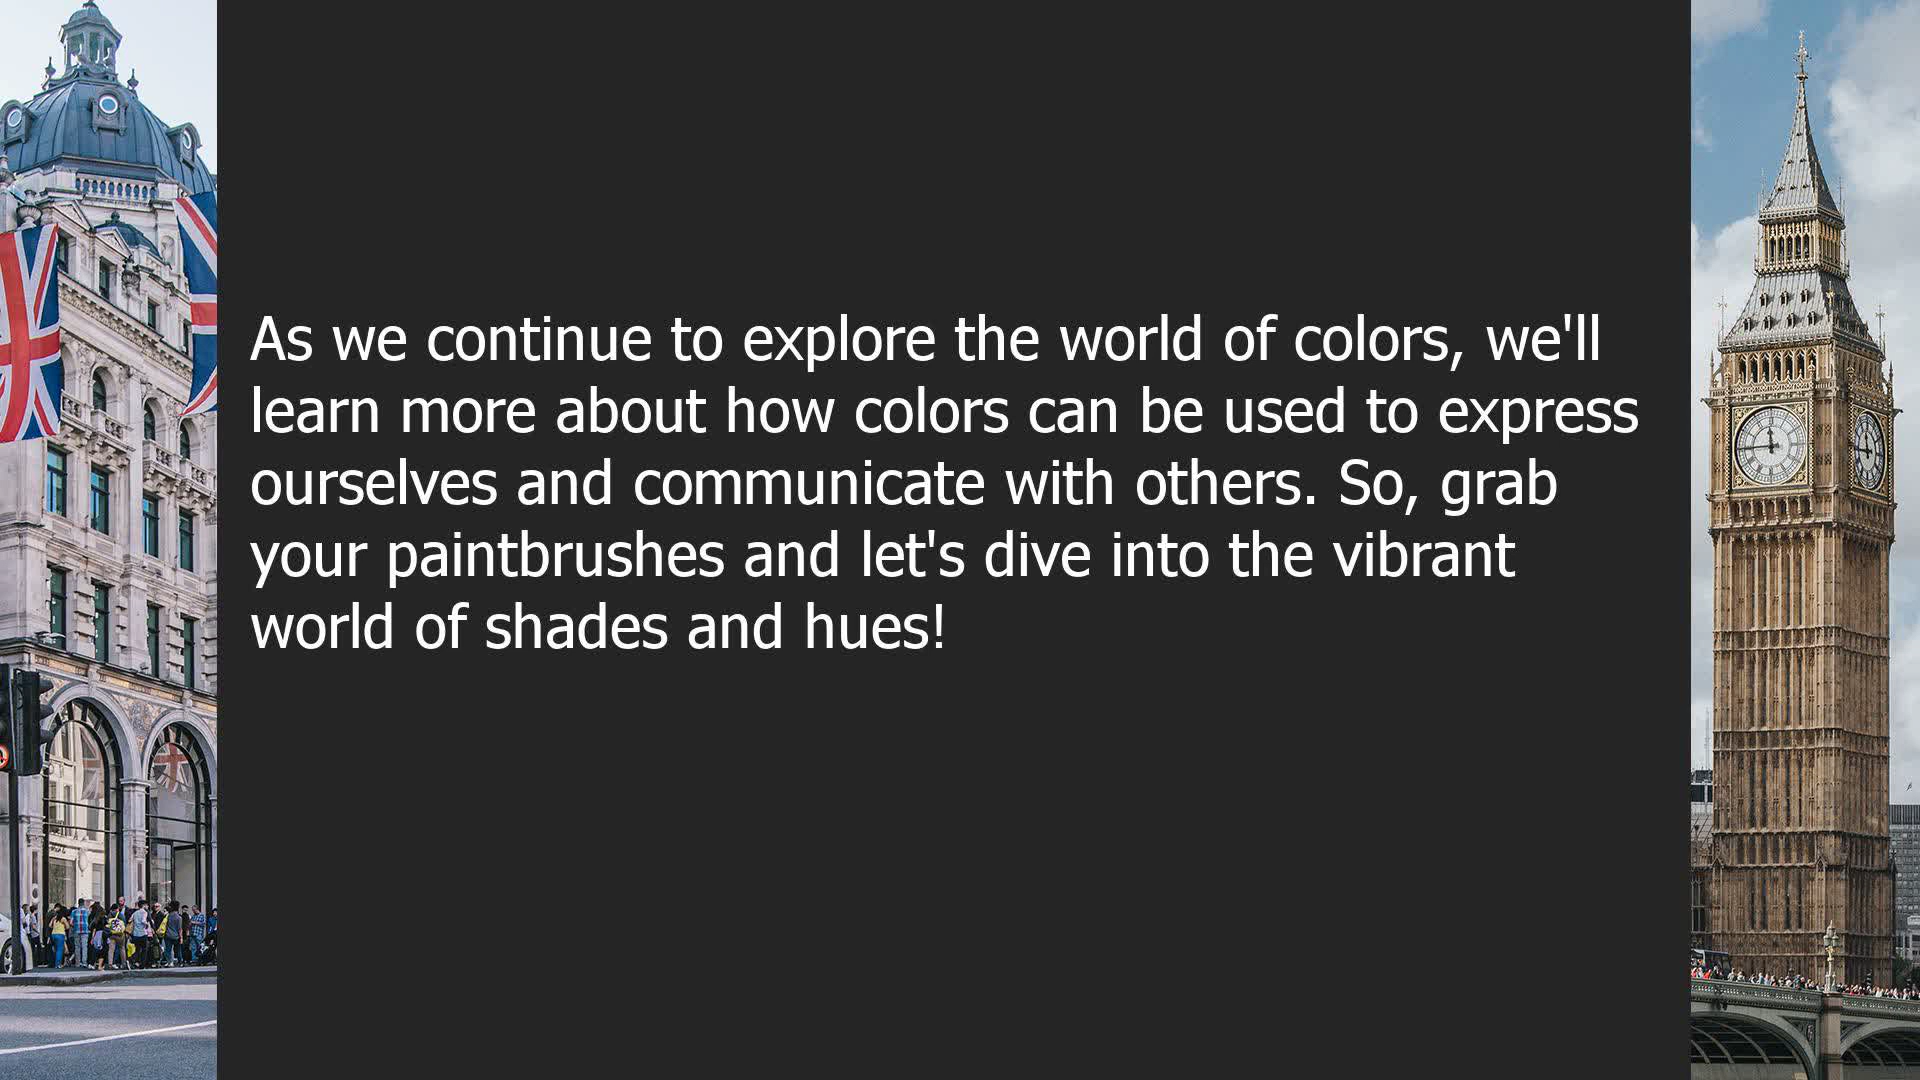 As we continue to explore the world of colors, we'll
learn more about how colors can be used to express
ourselves and communicate with others. So, grab
your paintbrushes and let's dive into the vibrant
world of shades and hues!